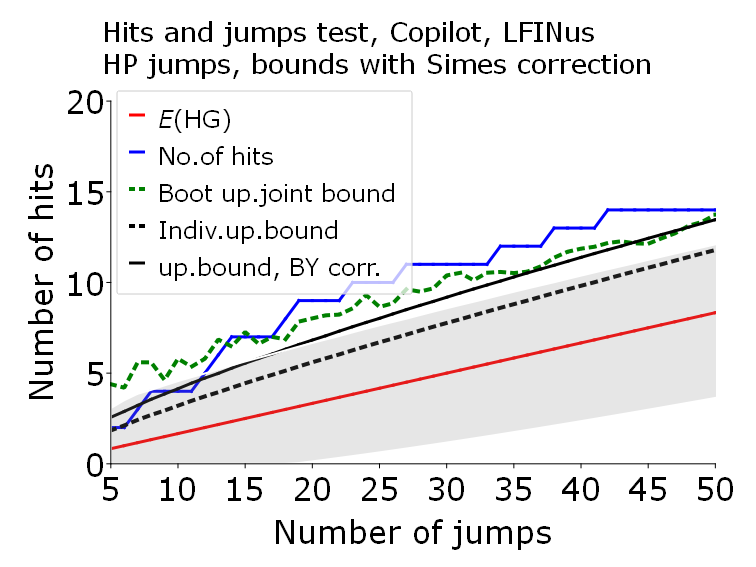 Hits and jumps test, Copilot, LFINus
HP jumps, bounds with Simes correction
E(HG)
No.of hits
Boot up.joint bound
Indiv.up.bound
up.bound, BY corr.
Number of hits
20
15
10
5
0
5 10 15 20 25 30 35 40 45 50
Number of jumps